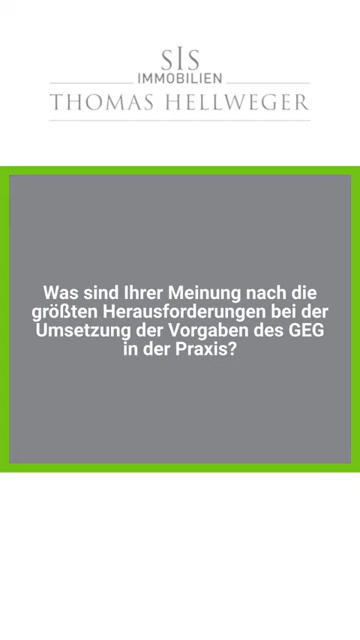 SIS
IMMOBILIEN
THOMAS HELLWEGER
Was sind Ihrer Meinung nach die
größten Herausforderungen bei der
Umsetzung der Vorgaben des GEG
in der Praxis?